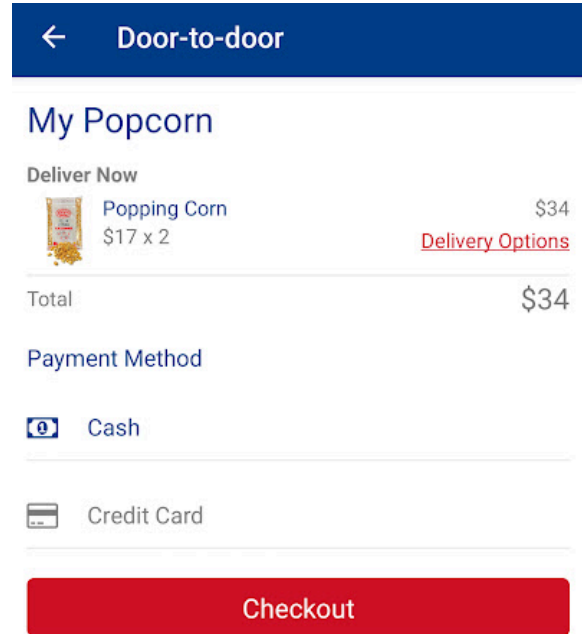 Door-to-door
My Popcorn
Deliver Now
Popping Corn $34
$17 x 2 Delivery Options
Total $34
Payment Method
Cash
Credit Card
Checkout